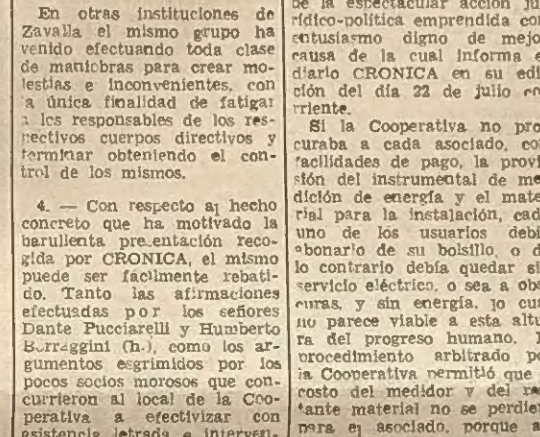 En otras instituciones de
Zavalla el mismo grupo ha
venido efectuando toda clase
de maniobras para crear mo-
lestias e inconvenientes, con
a única finalidad de fatigar
a los responsables de los res-
pectivos cuerpos directivos y
terminar obteniendo el con-
trol de los mismos.
4. — Con respecto al hecho
concreto que ha motivado la
barullenta presentación reco-
gida por CRONICA, el mismo
puede ser facilmente rebati-
do. Tanto las afirmaciones
efectuadas por los señores
Dante Pucciarelli y Humberto
Borraggini (h.), como los ar-
gumentos esgrimidos por los
pocos socios morosos que con-
currieron al local de la Coo-
perativa a efectivizar con
asistencia letrada e interven-
de la espectacular acción ju
rídico-política emprendida con
entusiasmo digno de mejo
causa de la cual informa e
diario CRONICA en su edi
ción del día 22 de julio
rriente.
Si la Cooperativa no pro
curaba a cada asociado, con
facilidades de pago, la provi
sión del instrumental de me
dición de energía y el mate
rial para la instalación, cad
uno de los usuarios debí
abonarlo de su bolsillo, o d
lo contrario debía quedar si
servicio eléctrico, o sea a obs
curas, y sin energía, lo cua
no parece viable a esta altu
ra del progreso humano.
procedimiento arbitrado po
la Cooperativa permitió que
costo del medidor y del res
tante material no se perdier
para el asociado, porque a